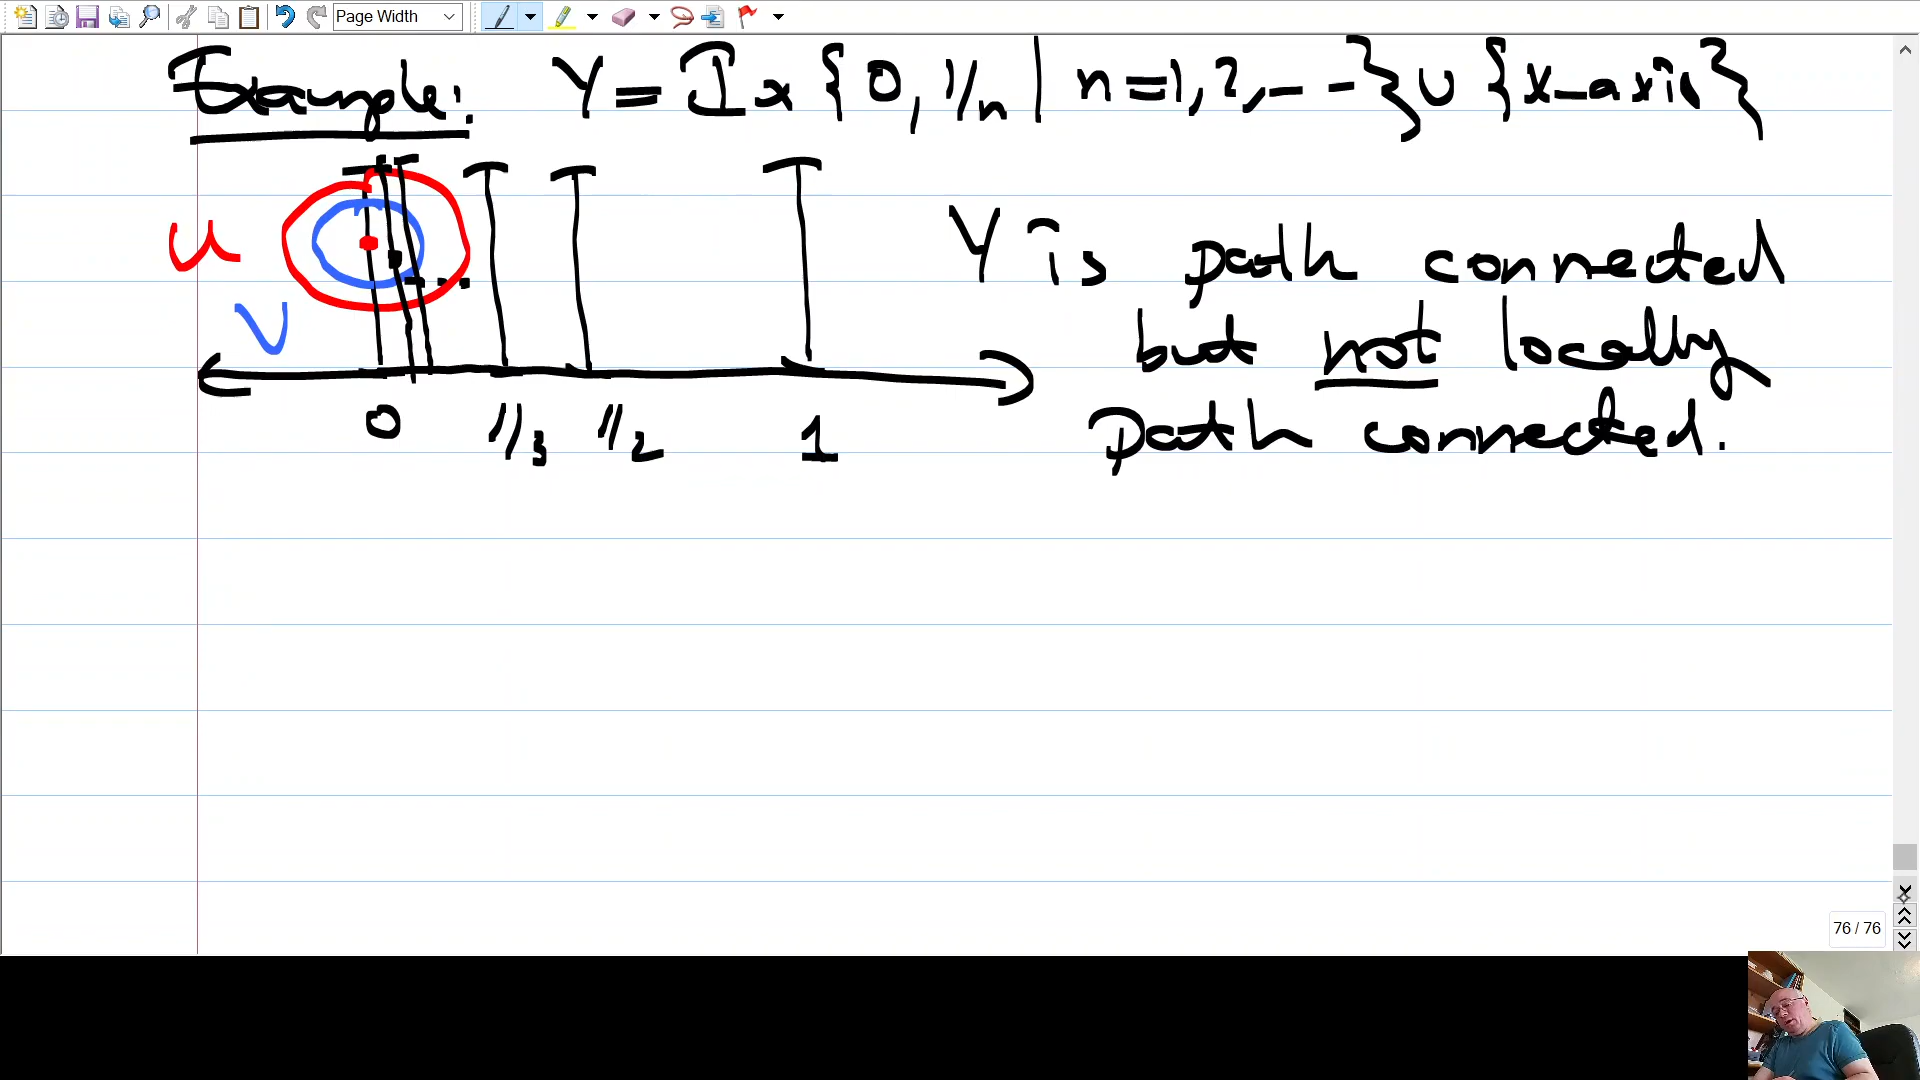 Page Width
Example: Y = I x { 0, 1/n | n=1,2,-- } ∪ {x-axis}
U
V
Y is path connected
but not locally
path connected.
0 1/3 1/2 1
76 / 76